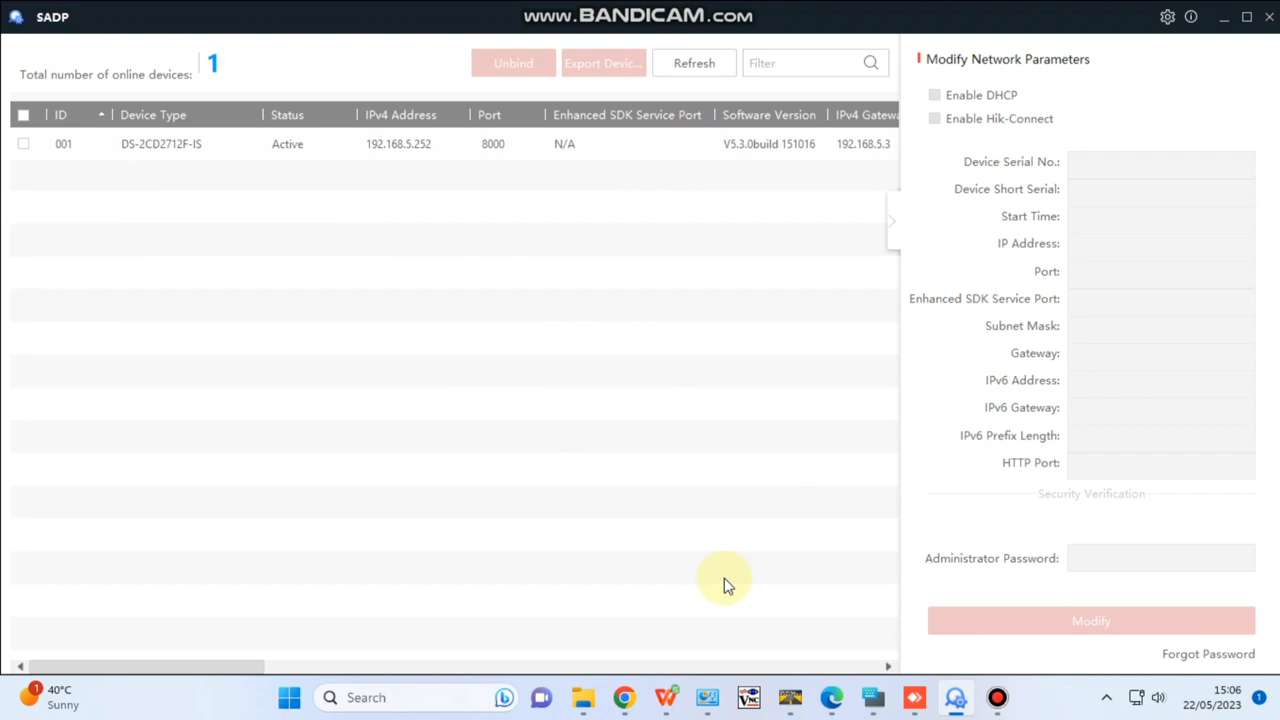 SADP
www.BANDICAM.com
Total number of online devices: 1
Unbind
Export Devic...
Refresh
Filter
ID Device Type Status IPv4 Address Port Enhanced SDK Service Port Software Version IPv4 Gatewa
001 DS-2CD2712F-IS Active 192.168.5.252 8000 N/A V5.3.0build 151016 192.168.5.3
Modify Network Parameters
Enable DHCP
Enable Hik-Connect
Device Serial No.:
Device Short Serial:
Start Time:
IP Address:
Port:
Enhanced SDK Service Port:
Subnet Mask:
Gateway:
IPv6 Address:
IPv6 Gateway:
IPv6 Prefix Length:
HTTP Port:
Security Verification
Administrator Password:
Modify
Forgot Password
1
40°C
Sunny
Search
VNC
15:06
22/05/2023
1